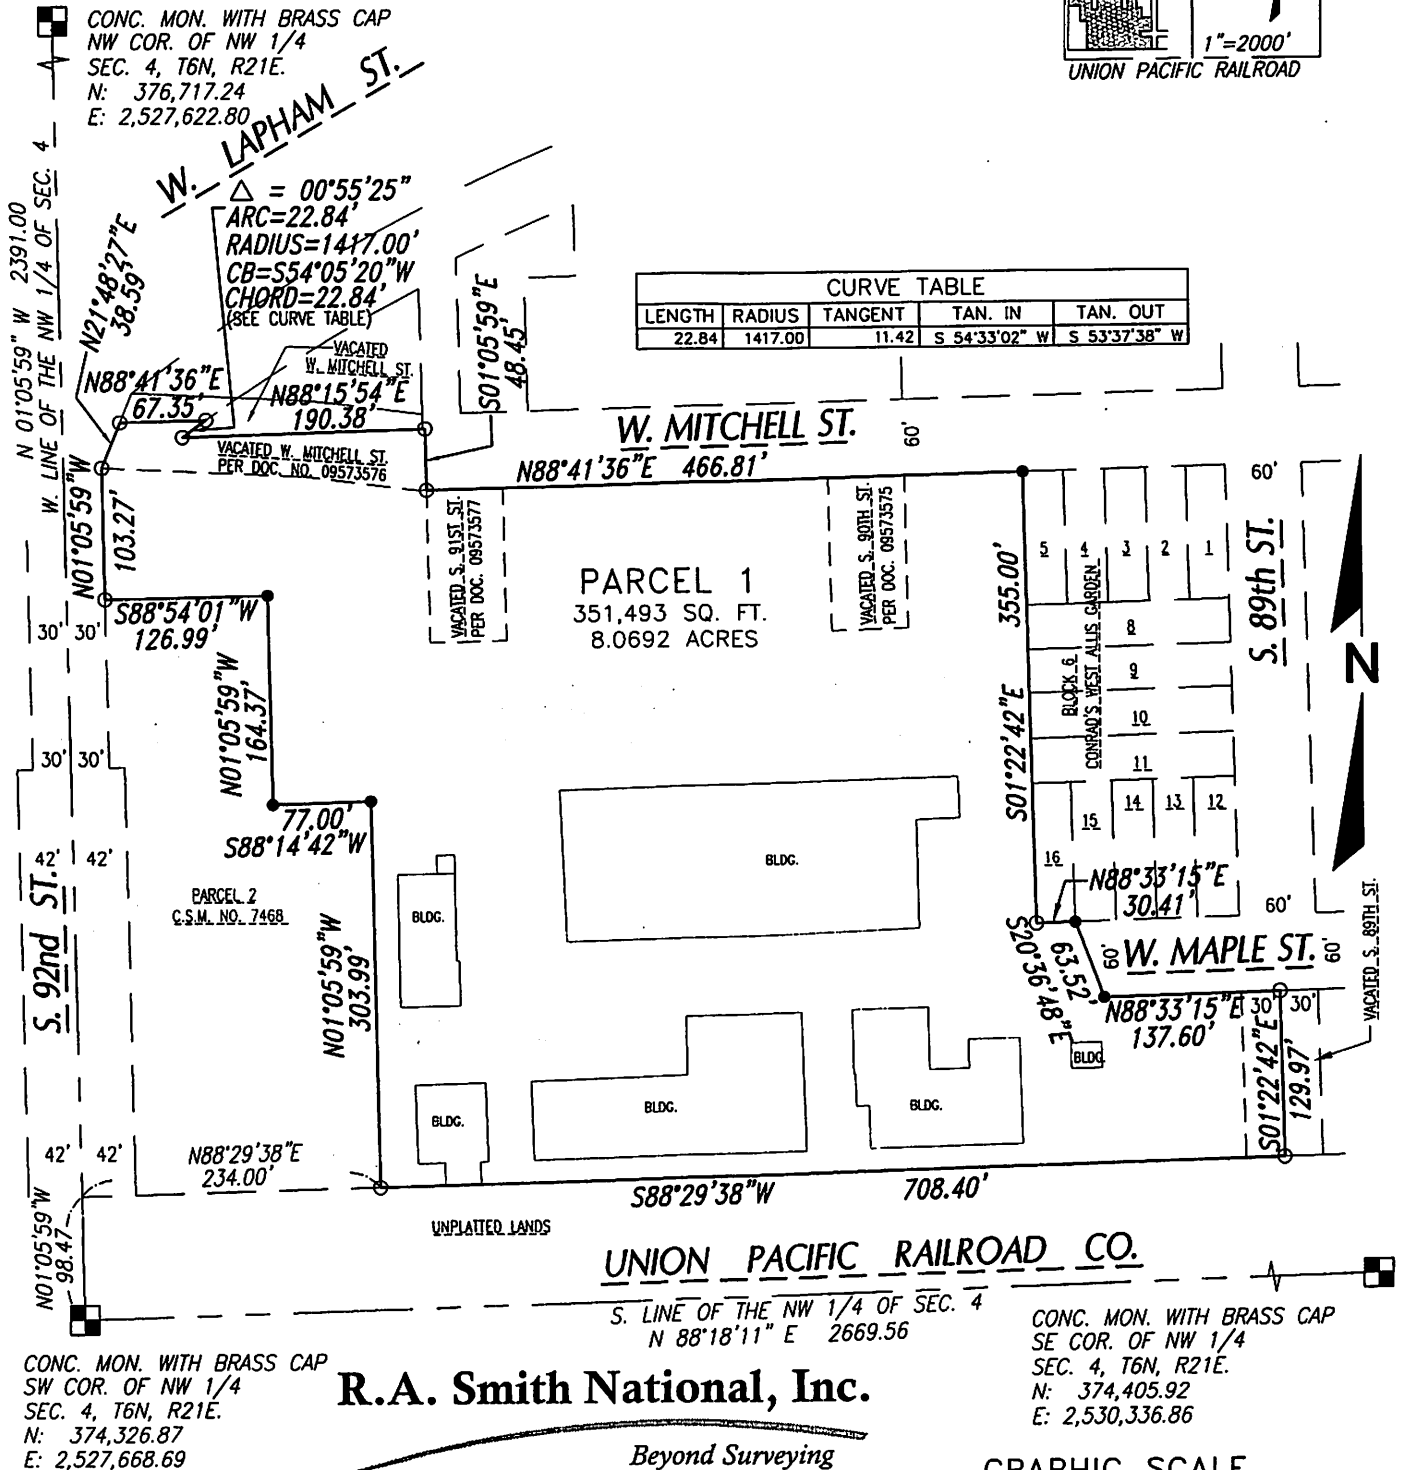 CONC. MON. WITH BRASS CAP
NW COR. OF NW 1/4
SEC. 4, T6N, R21E.
N: 376,717.24
E: 2,527,622.80
1"=2000'
UNION PACIFIC RAILROAD
W. LAPHAM ST.
△ = 00°55'25"
ARC=22.84'
RADIUS=1417.00'
CB=S54°05'20"W
CHORD=22.84'
(SEE CURVE TABLE)
N 01°05'59" W 2391.00
W. LINE OF THE NW 1/4 OF SEC. 4
N21°48'27"E
38.59'
VACATED
W. MITCHELL ST.
N88°41'36"E
67.35'
N88°15'54"E
190.38'
S01°05'59"E
48.45'
VACATED W. MITCHELL ST.
PER DOC. NO. 09573576
CURVE TABLE
LENGTH RADIUS TANGENT TAN. IN TAN. OUT
22.84 1417.00 11.42 S 54°33'02" W S 53°37'38" W
W. MITCHELL ST.
60'
N88°41'36"E 466.81'
60'
N01°05'59"W
103.27'
VACATED S. 91ST ST.
PER DOC. 09573577
VACATED S. 90TH ST.
PER DOC. 09573575
PARCEL 1
351,493 SQ. FT.
8.0692 ACRES
355.00'
S01°22'42"E
5 4 3 2 1
8
9
10
11
BLOCK 6
CONRAD'S WEST ALLIS GARDEN
16 15 14 13 12
S. 89th ST.
N
S88°54'01"W
126.99'
30' 30'
N01°05'59"W
164.37'
30' 30'
77.00'
S88°14'42"W
42' 42'
S. 92nd ST.
PARCEL 2
C.S.M. NO. 7468
BLDG.
BLDG.
N01°05'59"W
303.99'
N88°33'15"E
30.41'
60'
S20°36'48"E
63.52'
60'
W. MAPLE ST.
60'
VACATED S. 89TH ST.
N88°33'15"E
137.60'
30' 30'
S01°22'42"E
129.97'
BLDG.
BLDG.
BLDG.
BLDG.
42' 42'
N88°29'38"E
234.00'
S88°29'38"W 708.40'
N01°05'59"W
98.47
UNPLATTED LANDS
UNION PACIFIC RAILROAD CO.
S. LINE OF THE NW 1/4 OF SEC. 4
N 88°18'11" E 2669.56
CONC. MON. WITH BRASS CAP
SW COR. OF NW 1/4
SEC. 4, T6N, R21E.
N: 374,326.87
E: 2,527,668.69
R.A. Smith National, Inc.
Beyond Surveying
CONC. MON. WITH BRASS CAP
SE COR. OF NW 1/4
SEC. 4, T6N, R21E.
N: 374,405.92
E: 2,530,336.86
GRAPHIC SCALE